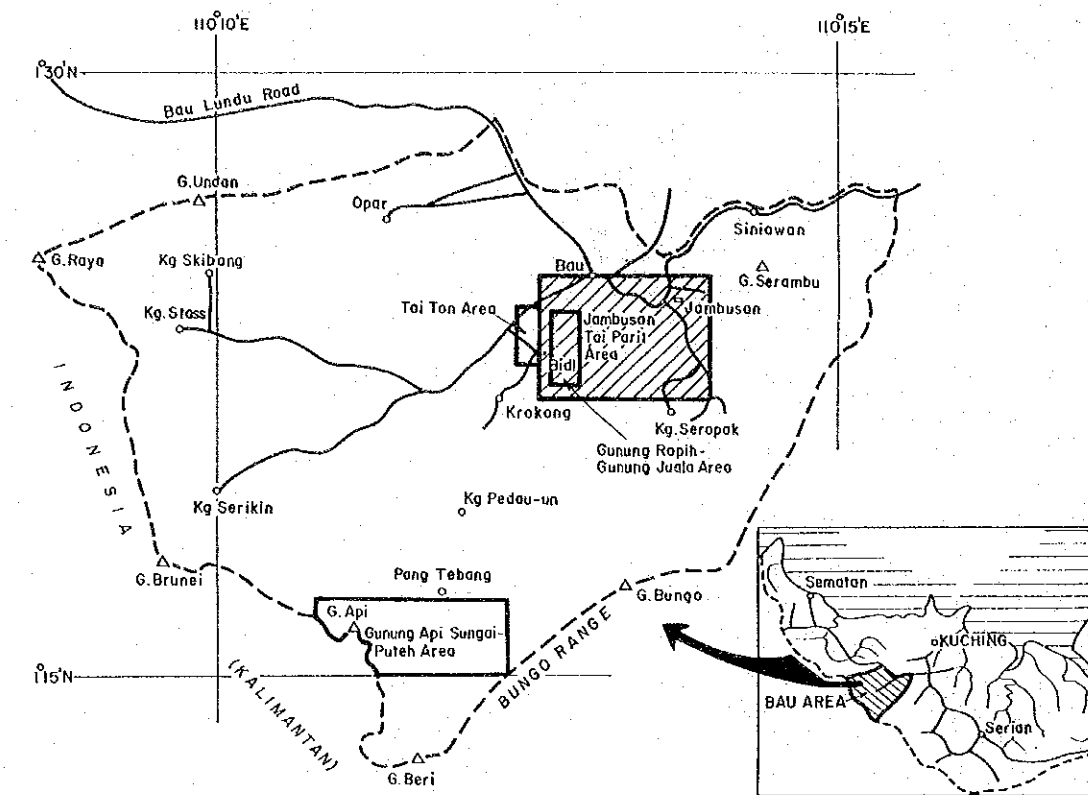 110°10'E
110°15'E
1°30'N
Bau Lundu Road
G.Undan
Opar
Siniawan
G.Raya
Kg Skibang
Bau
G.Serambu
Tai Ton Area
Jambusan
Kg.Stass
Jambusan
Tai Parit
Area
Bidi
INDONESIA
Krokong
Kg.Seropak
Gunung Ropih-
Gunung Juala Area
Kg Serikin
Kg Pedau-un
G.Brunei
Pang Tebang
G.Bungo
G.Api
Gunung Api Sungai-
Puteh Area
BUNGO RANGE
1°15'N
(KALIMANTAN)
G.Beri
Sematan
KUCHING
BAU AREA
Serian